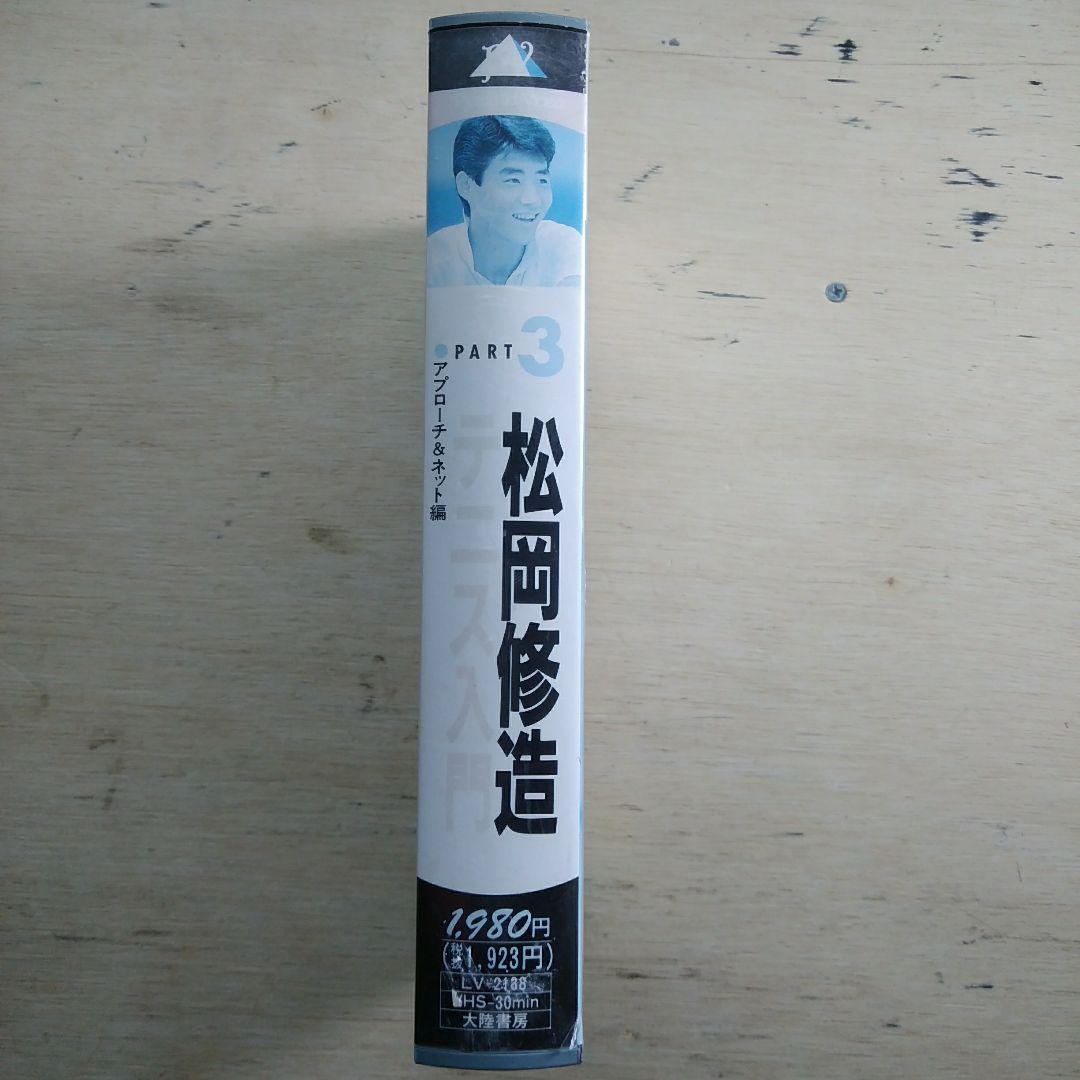 PART 3
アプローチ&ネット編
テニス入門
松岡修造
1,980円
(税抜1,923円)
LV-2188
VHS-30min
大陸書房